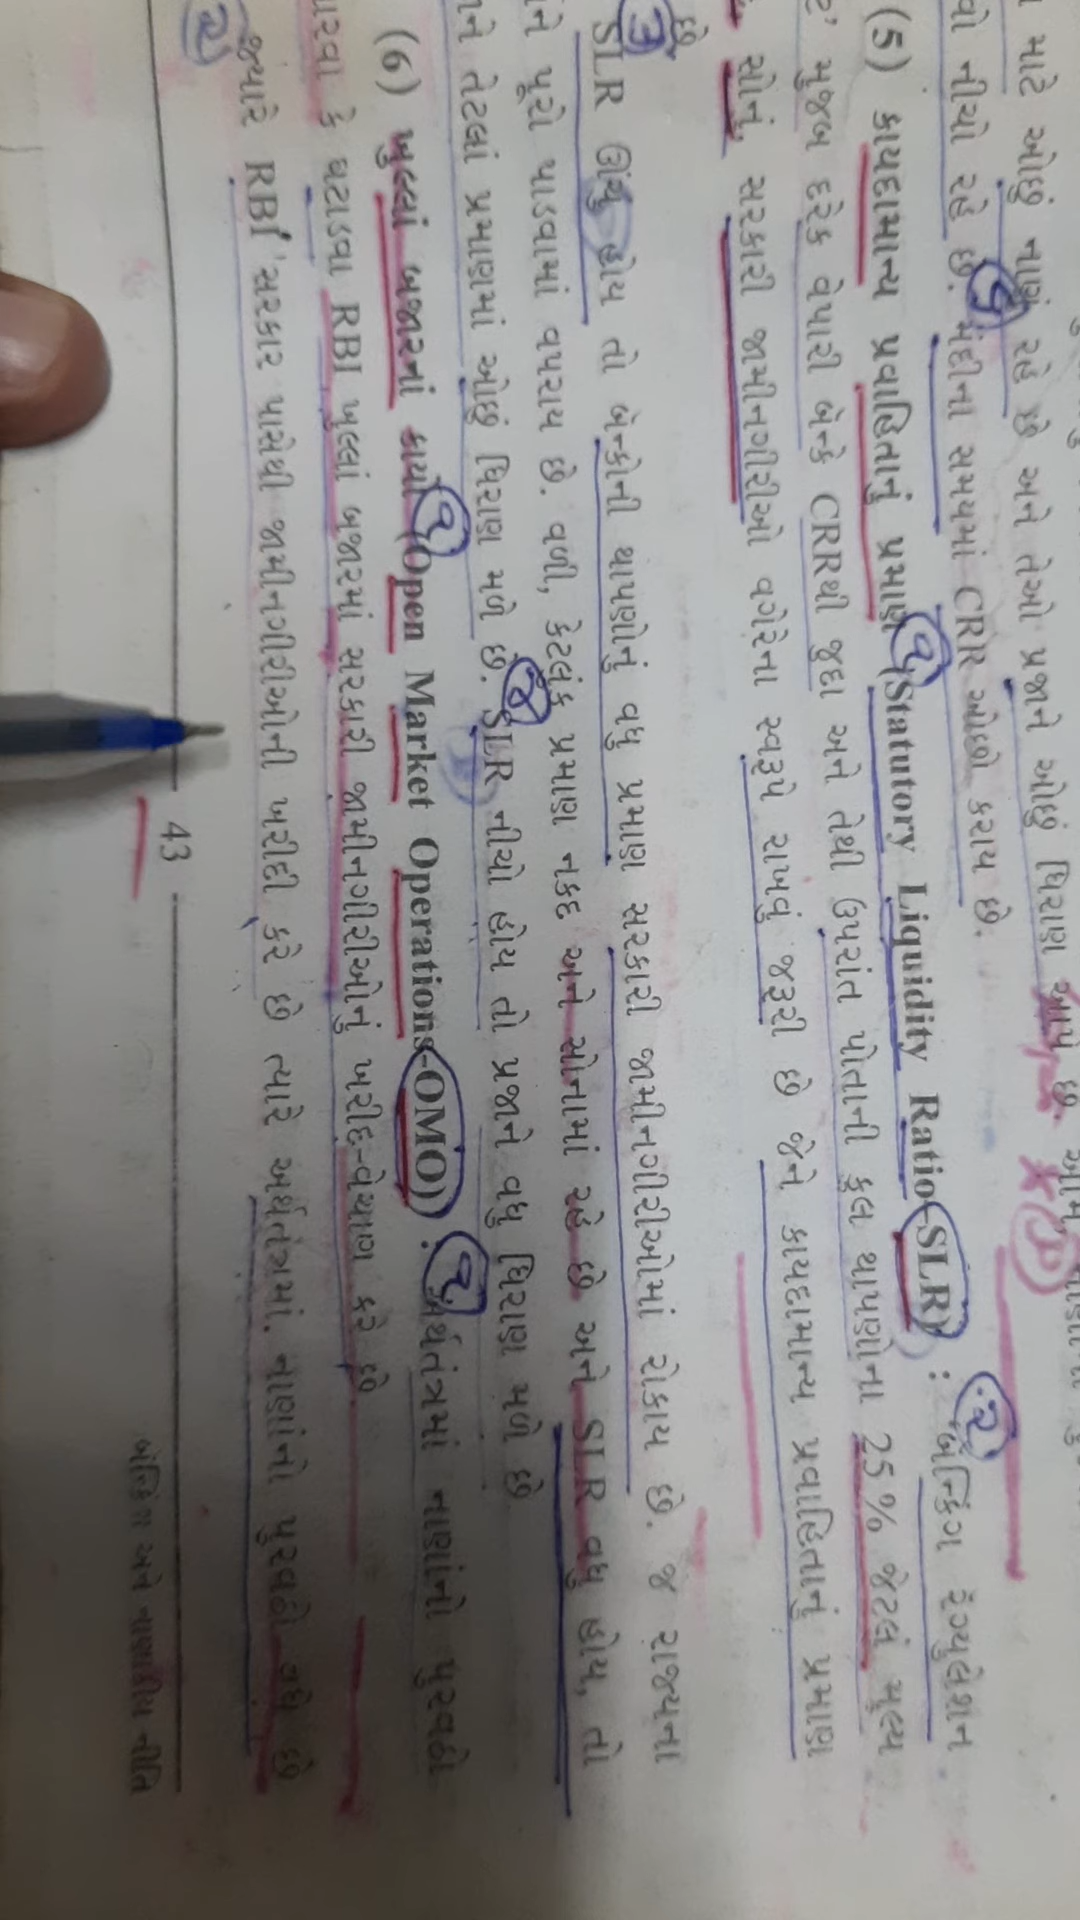 માટે ઓછું નાણું રહે છે અને તેઓ પ્રજાને ઓછું ધિરાણ આપે છે. આમ,
નીચો રહે છે. મંદીના સમયમાં CRR ઓછો કરાય છે.
(5) કાયદામાન્ય પ્રવાહિતાનું પ્રમાણ (Statutory Liquidity Ratio-SLR) : બૅન્કિંગ રેગ્યુલેશન
મુજબ દરેક વેપારી બૅન્કે CRRથી જુદા અને તેથી ઉપરાંત પોતાની કુલ થાપણોના 25% જેટલું મૂલ્ય
સોનું, સરકારી જામીનગીરીઓ વગેરેના સ્વરૂપે રાખવું જરૂરી છે જેને કાયદામાન્ય પ્રવાહિતાનું પ્રમાણ
છે
SLR ઊંચું હોય તો બૅન્કોની થાપણોનું વધુ પ્રમાણ સરકારી જામીનગીરીઓમાં રોકાય છે. જે રાજ્યના
ને પૂરો પાડવામાં વપરાય છે. વળી, કેટલુંક પ્રમાણ નકદ અને સોનામાં રહે છે અને SLR વધુ હોય, તો
તેટલાં પ્રમાણમાં ઓછું ધિરાણ મળે છે. SLR નીચો હોય તો પ્રજાને વધુ ધિરાણ મળે છે
(6) ખુલ્લાં બજારનાં કાર્યો (Open Market Operations-OMO) : અર્થતંત્રમાં નાણાંનો પુરવઠો
વધારવા કે ઘટાડવા RBI ખુલ્લાં બજારમાં સરકારી જામીનગીરીઓનું ખરીદ-વેચાણ કરે છે.
જ્યારે RBI સરકાર પાસેથી જામીનગીરીઓની ખરીદી કરે છે ત્યારે અર્થતંત્રમાં નાણાંનો પુરવઠો વધે છે
43
બૅન્કિંગ અને નાણાકીય નીતિ